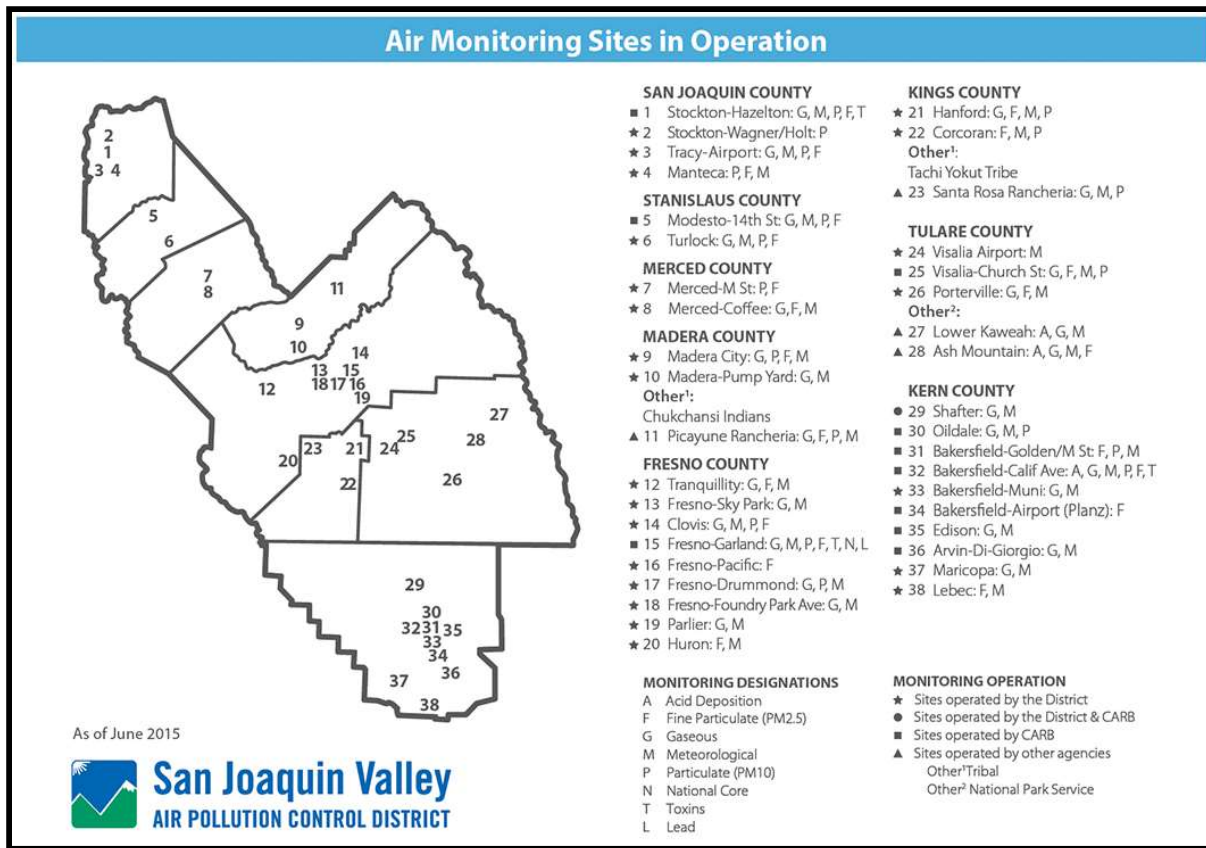 Air Monitoring Sites in Operation
2
1
3 4
5
6
7
8
11
9
10
14
13 15
12 18 17 16
19
27
25
23 21 24 28
20
22 26
29
30
32 31 35
33
34
36
37
38
As of June 2015
San Joaquin Valley
AIR POLLUTION CONTROL DISTRICT
SAN JOAQUIN COUNTY
■ 1 Stockton-Hazelton: G, M, P, F, T
★ 2 Stockton-Wagner/Holt: P
★ 3 Tracy-Airport: G, M, P, F
★ 4 Manteca: P, F, M
STANISLAUS COUNTY
■ 5 Modesto-14th St: G, M, P, F
★ 6 Turlock: G, M, P, F
MERCED COUNTY
★ 7 Merced-M St: P, F
★ 8 Merced-Coffee: G,F, M
MADERA COUNTY
★ 9 Madera City: G, P, F, M
★ 10 Madera-Pump Yard: G, M
Other¹:
Chukchansi Indians
▲ 11 Picayune Rancheria: G, F, P, M
FRESNO COUNTY
★ 12 Tranquillity: G, F, M
★ 13 Fresno-Sky Park: G, M
★ 14 Clovis: G, M, P, F
■ 15 Fresno-Garland: G, M, P, F, T, N, L
★ 16 Fresno-Pacific: F
★ 17 Fresno-Drummond: G, P, M
★ 18 Fresno-Foundry Park Ave: G, M
★ 19 Parlier: G, M
★ 20 Huron: F, M
MONITORING DESIGNATIONS
A Acid Deposition
F Fine Particulate (PM2.5)
G Gaseous
M Meteorological
P Particulate (PM10)
N National Core
T Toxins
L Lead
KINGS COUNTY
★ 21 Hanford: G, F, M, P
★ 22 Corcoran: F, M, P
Other¹:
Tachi Yokut Tribe
▲ 23 Santa Rosa Rancheria: G, M, P
TULARE COUNTY
★ 24 Visalia Airport: M
■ 25 Visalia-Church St: G, F, M, P
★ 26 Porterville: G, F, M
Other²:
▲ 27 Lower Kaweah: A, G, M
▲ 28 Ash Mountain: A, G, M, F
KERN COUNTY
● 29 Shafter: G, M
■ 30 Oildale: G, M, P
■ 31 Bakersfield-Golden/M St: F, P, M
■ 32 Bakersfield-Calif Ave: A, G, M, P, F, T
★ 33 Bakersfield-Muni: G, M
■ 34 Bakersfield-Airport (Planz): F
■ 35 Edison: G, M
■ 36 Arvin-Di-Giorgio: G, M
★ 37 Maricopa: G, M
★ 38 Lebec: F, M
MONITORING OPERATION
★ Sites operated by the District
● Sites operated by the District & CARB
■ Sites operated by CARB
▲ Sites operated by other agencies
Other¹Tribal
Other² National Park Service